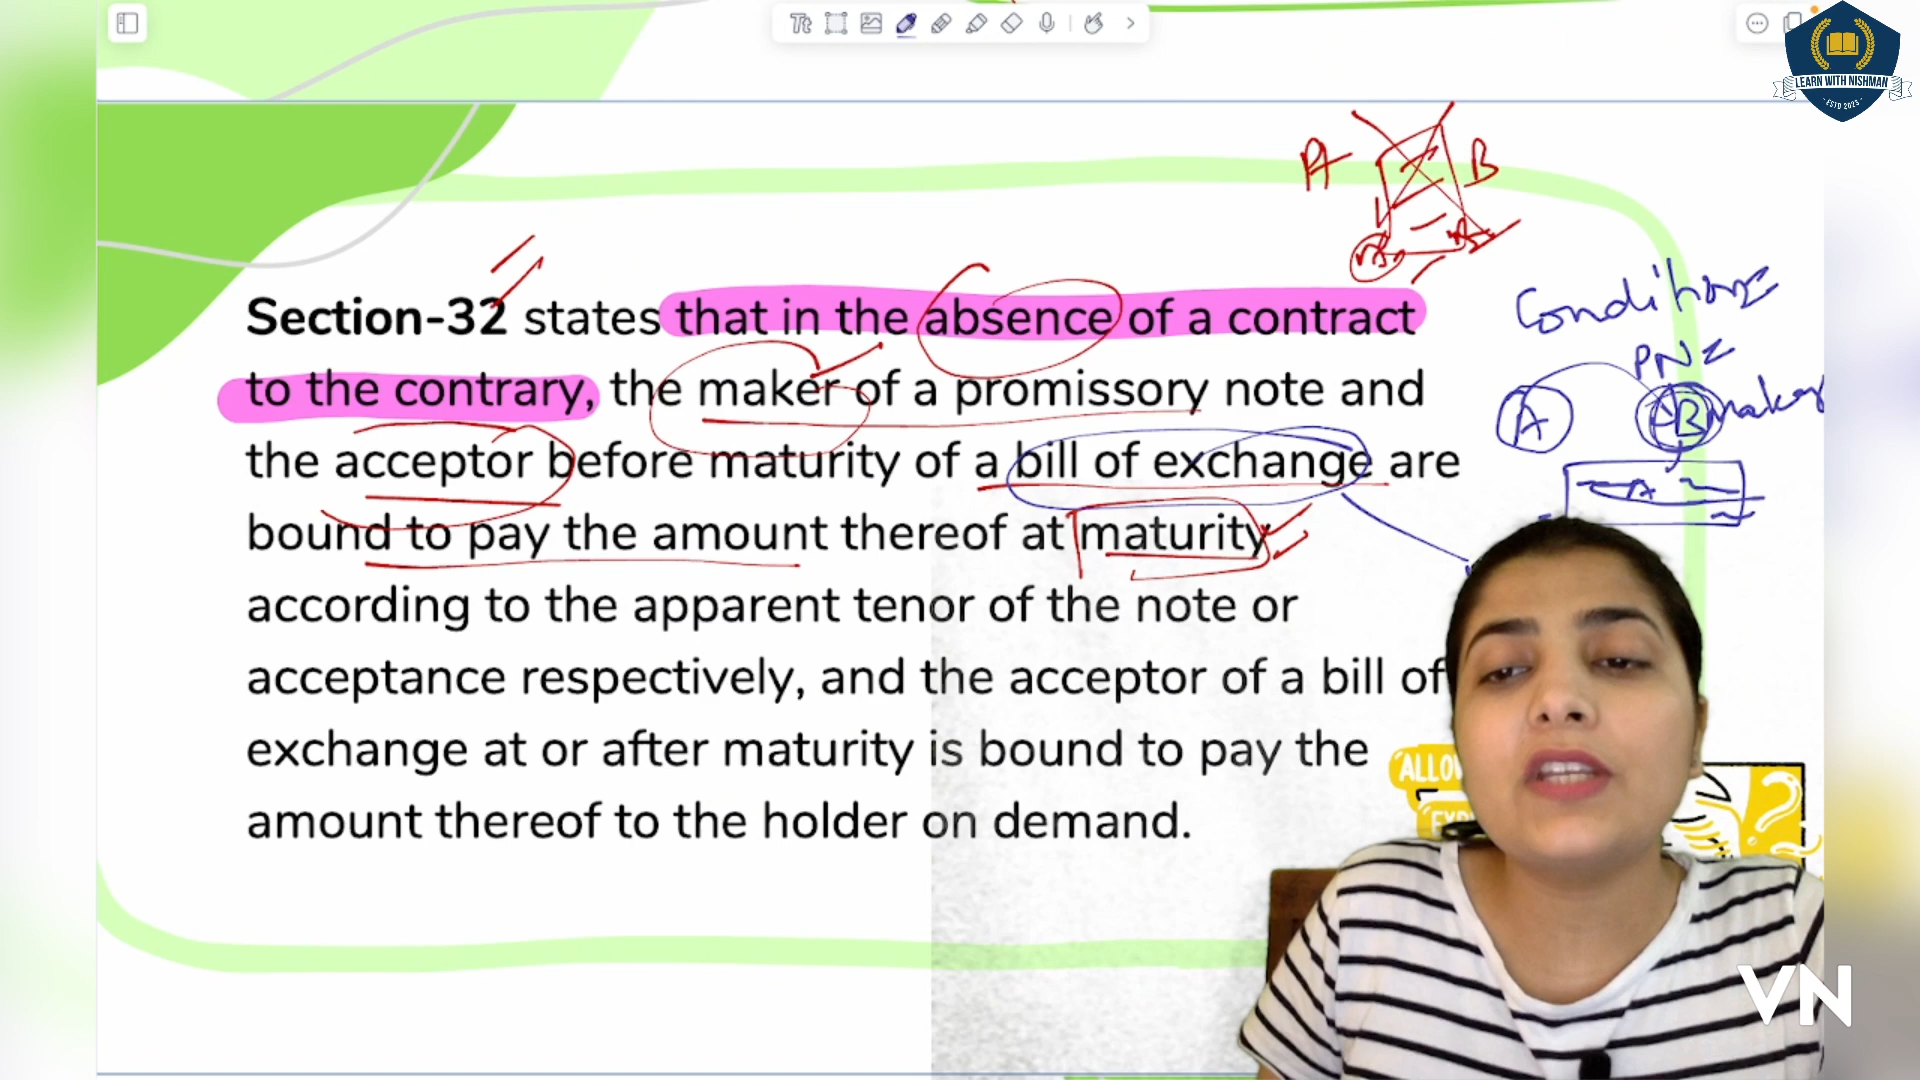 Tt
LEARN WITH NISHMAN
- ESTD 2023 -
A
B
Section-32 states that in the absence of a contract
to the contrary, the maker of a promissory note and
the acceptor before maturity of a bill of exchange are
bound to pay the amount thereof at maturity
according to the apparent tenor of the note or
acceptance respectively, and the acceptor of a bill of
exchange at or after maturity is bound to pay the
amount thereof to the holder on demand.
Conditions
PN
A
B
maker
A
ALLO
VN